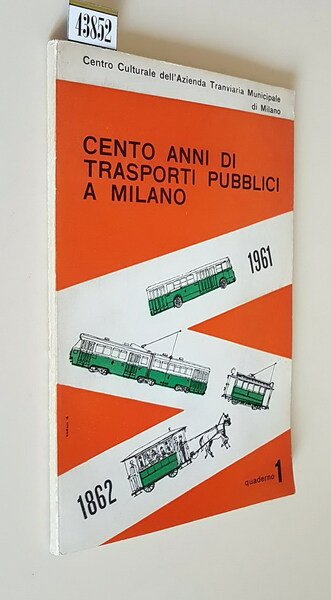 43852
Centro Culturale dell'Azienda Tranviaria Municipale
di Milano
CENTO ANNI DI
TRASPORTI PUBBLICI
A MILANO
1961
1862
quaderno 1